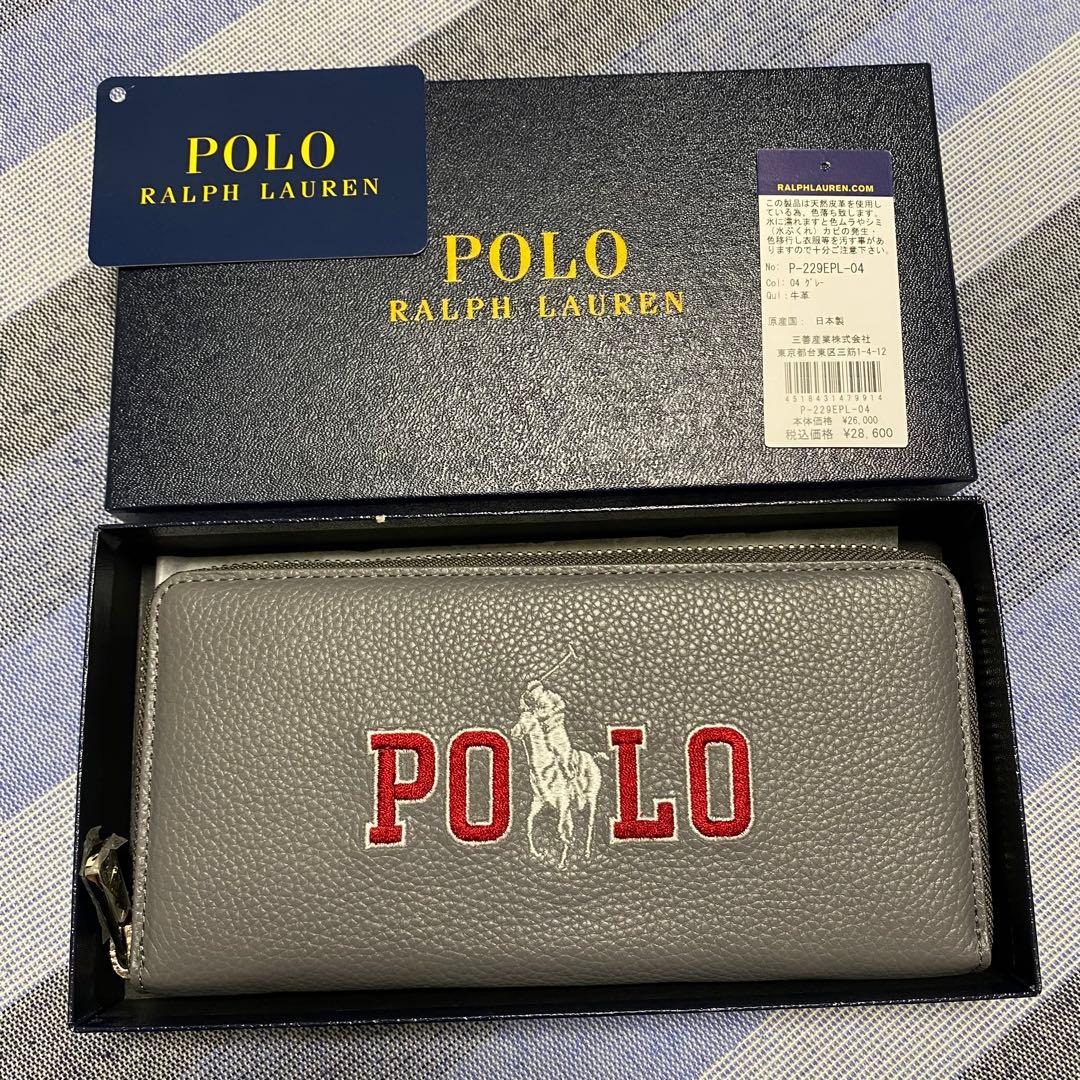 POLO
RALPH LAUREN
POLO
RALPH LAUREN
RALPHLAUREN.COM
この製品は天然皮革を使用し
ている為、色落ち致します。
水に濡れますと色ムラやシミ
(水ぶくれ)カビの発生・
色移行し衣服等を汚す事があ
りますので十分ご注意下さい。
No: P-229EPL-04
Col: 04 グレー
Qul: 牛革
原産国: 日本製
三善産業株式会社
東京都台東区三筋1-4-12
4518431479914
P-229EPL-04
本体価格 ¥26,000
税込価格 ¥28,600
POLO